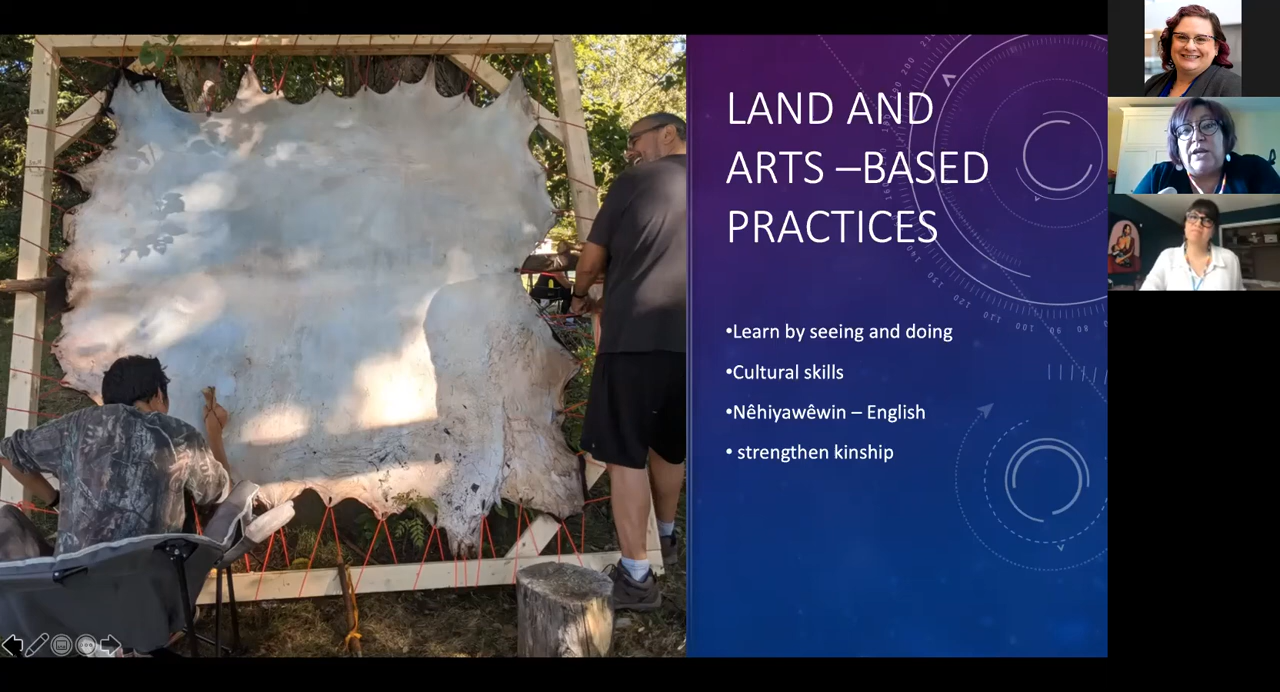 LAND AND
ARTS –BASED
PRACTICES
•Learn by seeing and doing
•Cultural skills
•Nêhiyawêwin – English
• strengthen kinship